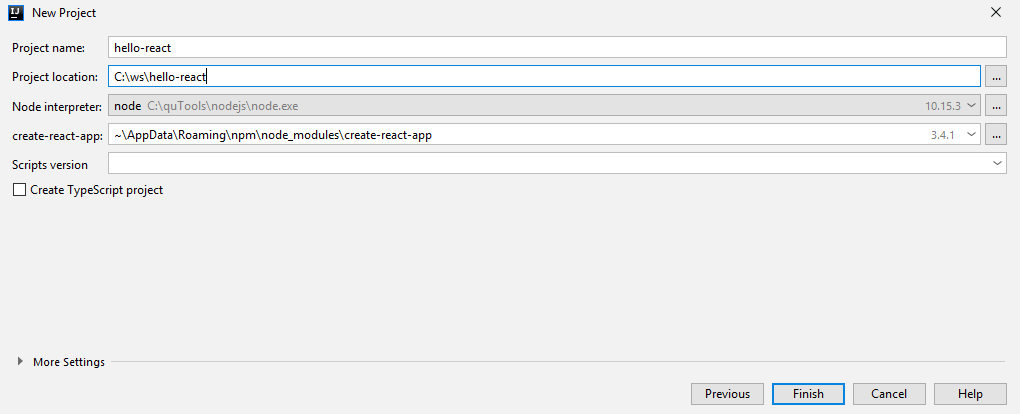 IJ New Project
Project name: hello-react
Project location: C:\ws\hello-react ...
Node interpreter: node C:\quTools\nodejs\node.exe 10.15.3 ...
create-react-app: ~\AppData\Roaming\npm\node_modules\create-react-app 3.4.1 ...
Scripts version
Create TypeScript project
More Settings
Previous Finish Cancel Help